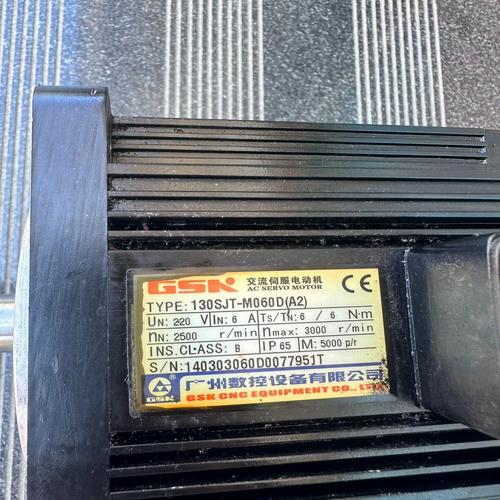 GSK 交流伺服电动机
AC SERVO MOTOR CE
TYPE: 130SJT-M060D(A2)
UN: 220 V IN: 6 A TS/TN: 6 / 6 N·m
nN: 2500 r/min nmax: 3000 r/min
INS.CLASS: B IP 65 M: 5000 p/r
S/N: 140303060D0077951T
GSK 广州数控设备有限公司
GSK CNC EQUIPMENT CO., LTD